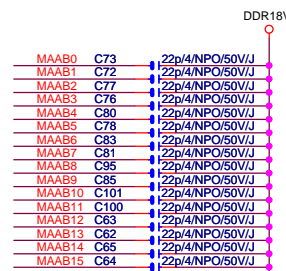 DDR18V
MAAB0 C73 22p/4/NPO/50V/J
MAAB1 C72 22p/4/NPO/50V/J
MAAB2 C77 22p/4/NPO/50V/J
MAAB3 C76 22p/4/NPO/50V/J
MAAB4 C80 22p/4/NPO/50V/J
MAAB5 C78 22p/4/NPO/50V/J
MAAB6 C83 22p/4/NPO/50V/J
MAAB7 C81 22p/4/NPO/50V/J
MAAB8 C95 22p/4/NPO/50V/J
MAAB9 C85 22p/4/NPO/50V/J
MAAB10 C101 22p/4/NPO/50V/J
MAAB11 C100 22p/4/NPO/50V/J
MAAB12 C63 22p/4/NPO/50V/J
MAAB13 C62 22p/4/NPO/50V/J
MAAB14 C65 22p/4/NPO/50V/J
MAAB15 C64 22p/4/NPO/50V/J